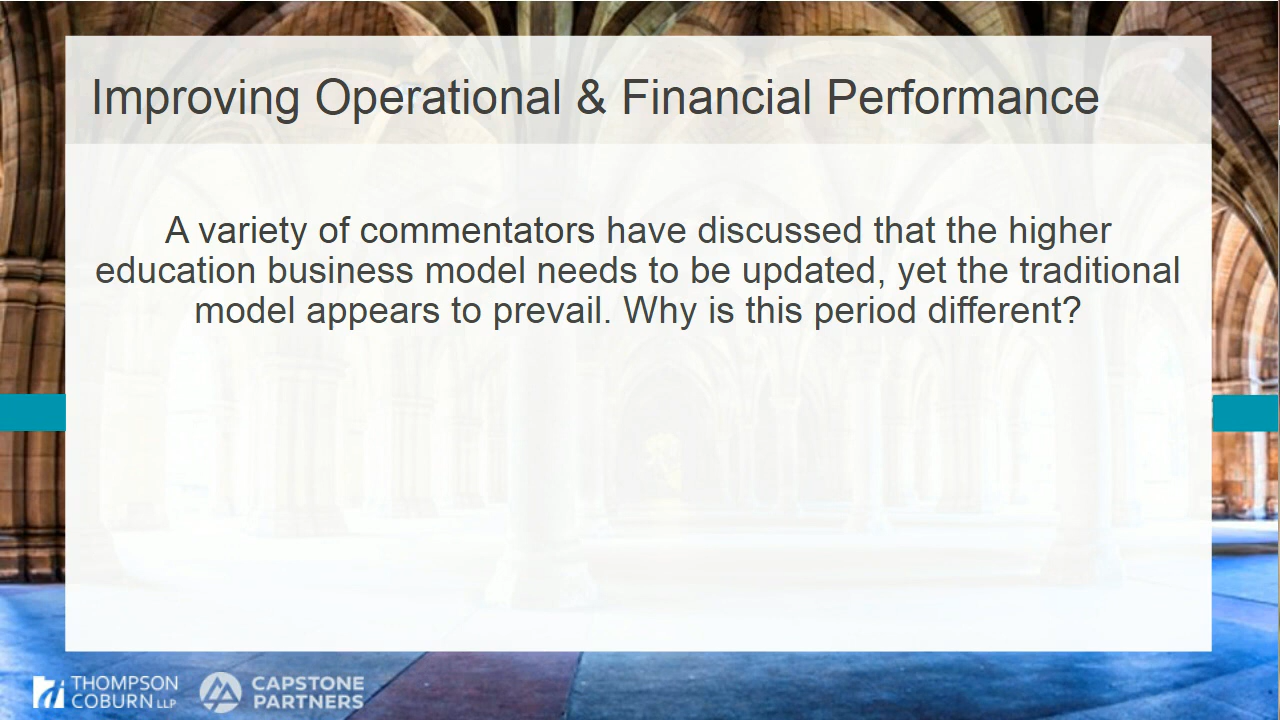 Improving Operational & Financial Performance
A variety of commentators have discussed that the higher
education business model needs to be updated, yet the traditional
model appears to prevail. Why is this period different?
THOMPSON
COBURN LLP
CAPSTONE
PARTNERS